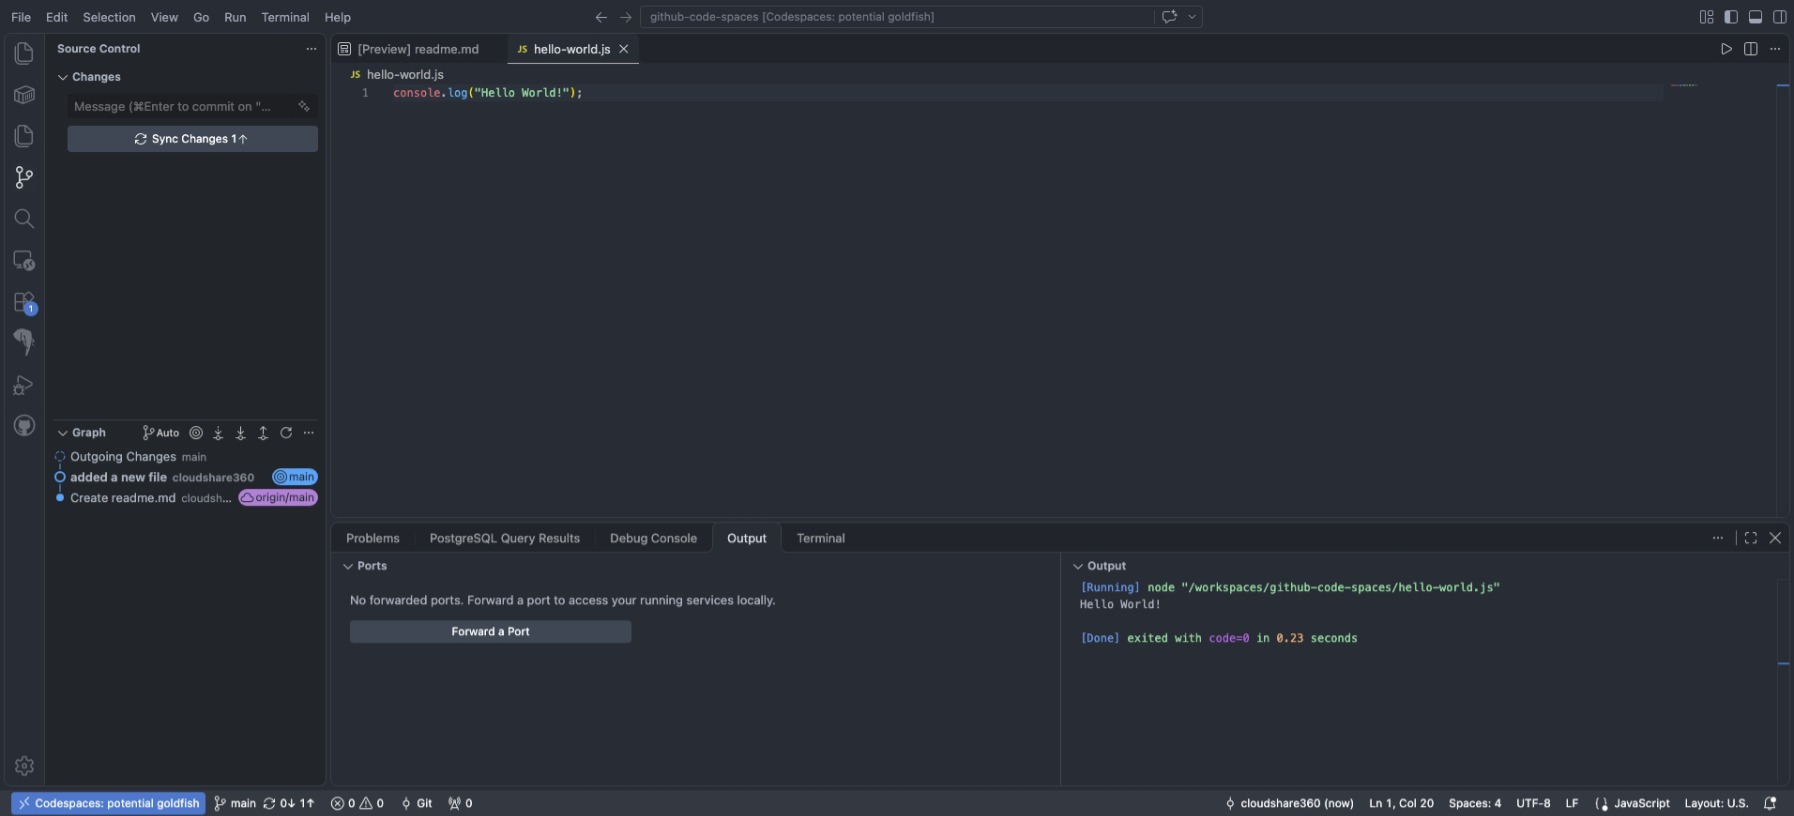 File Edit Selection View Go Run Terminal Help
github-code-spaces [Codespaces: potential goldfish]
Source Control
Changes
Message (⌘Enter to commit on "...
Sync Changes 1↑
1
Graph
Auto
Outgoing Changes main
added a new file cloudshare360 main
Create readme.md cloudsh... origin/main
[Preview] readme.md
JS hello-world.js
JS hello-world.js
1 console.log("Hello World!");
Problems PostgreSQL Query Results Debug Console Output Terminal
Ports
No forwarded ports. Forward a port to access your running services locally.
Forward a Port
Output
[Running] node "/workspaces/github-code-spaces/hello-world.js"
Hello World!
[Done] exited with code=0 in 0.23 seconds
Codespaces: potential goldfish main 0↓ 1↑ 0 0 Git 0
cloudshare360 (now) Ln 1, Col 20 Spaces: 4 UTF-8 LF JavaScript Layout: U.S.